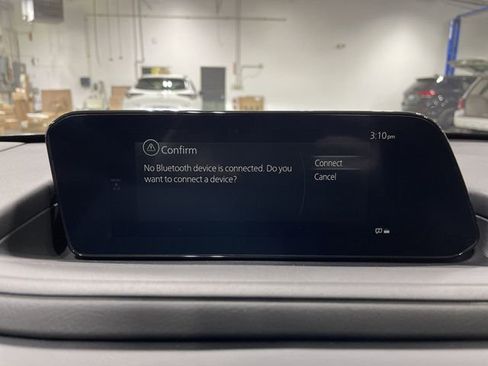 3:10pm
Confirm
No Bluetooth device is connected. Do you
want to connect a device?
Connect
Cancel